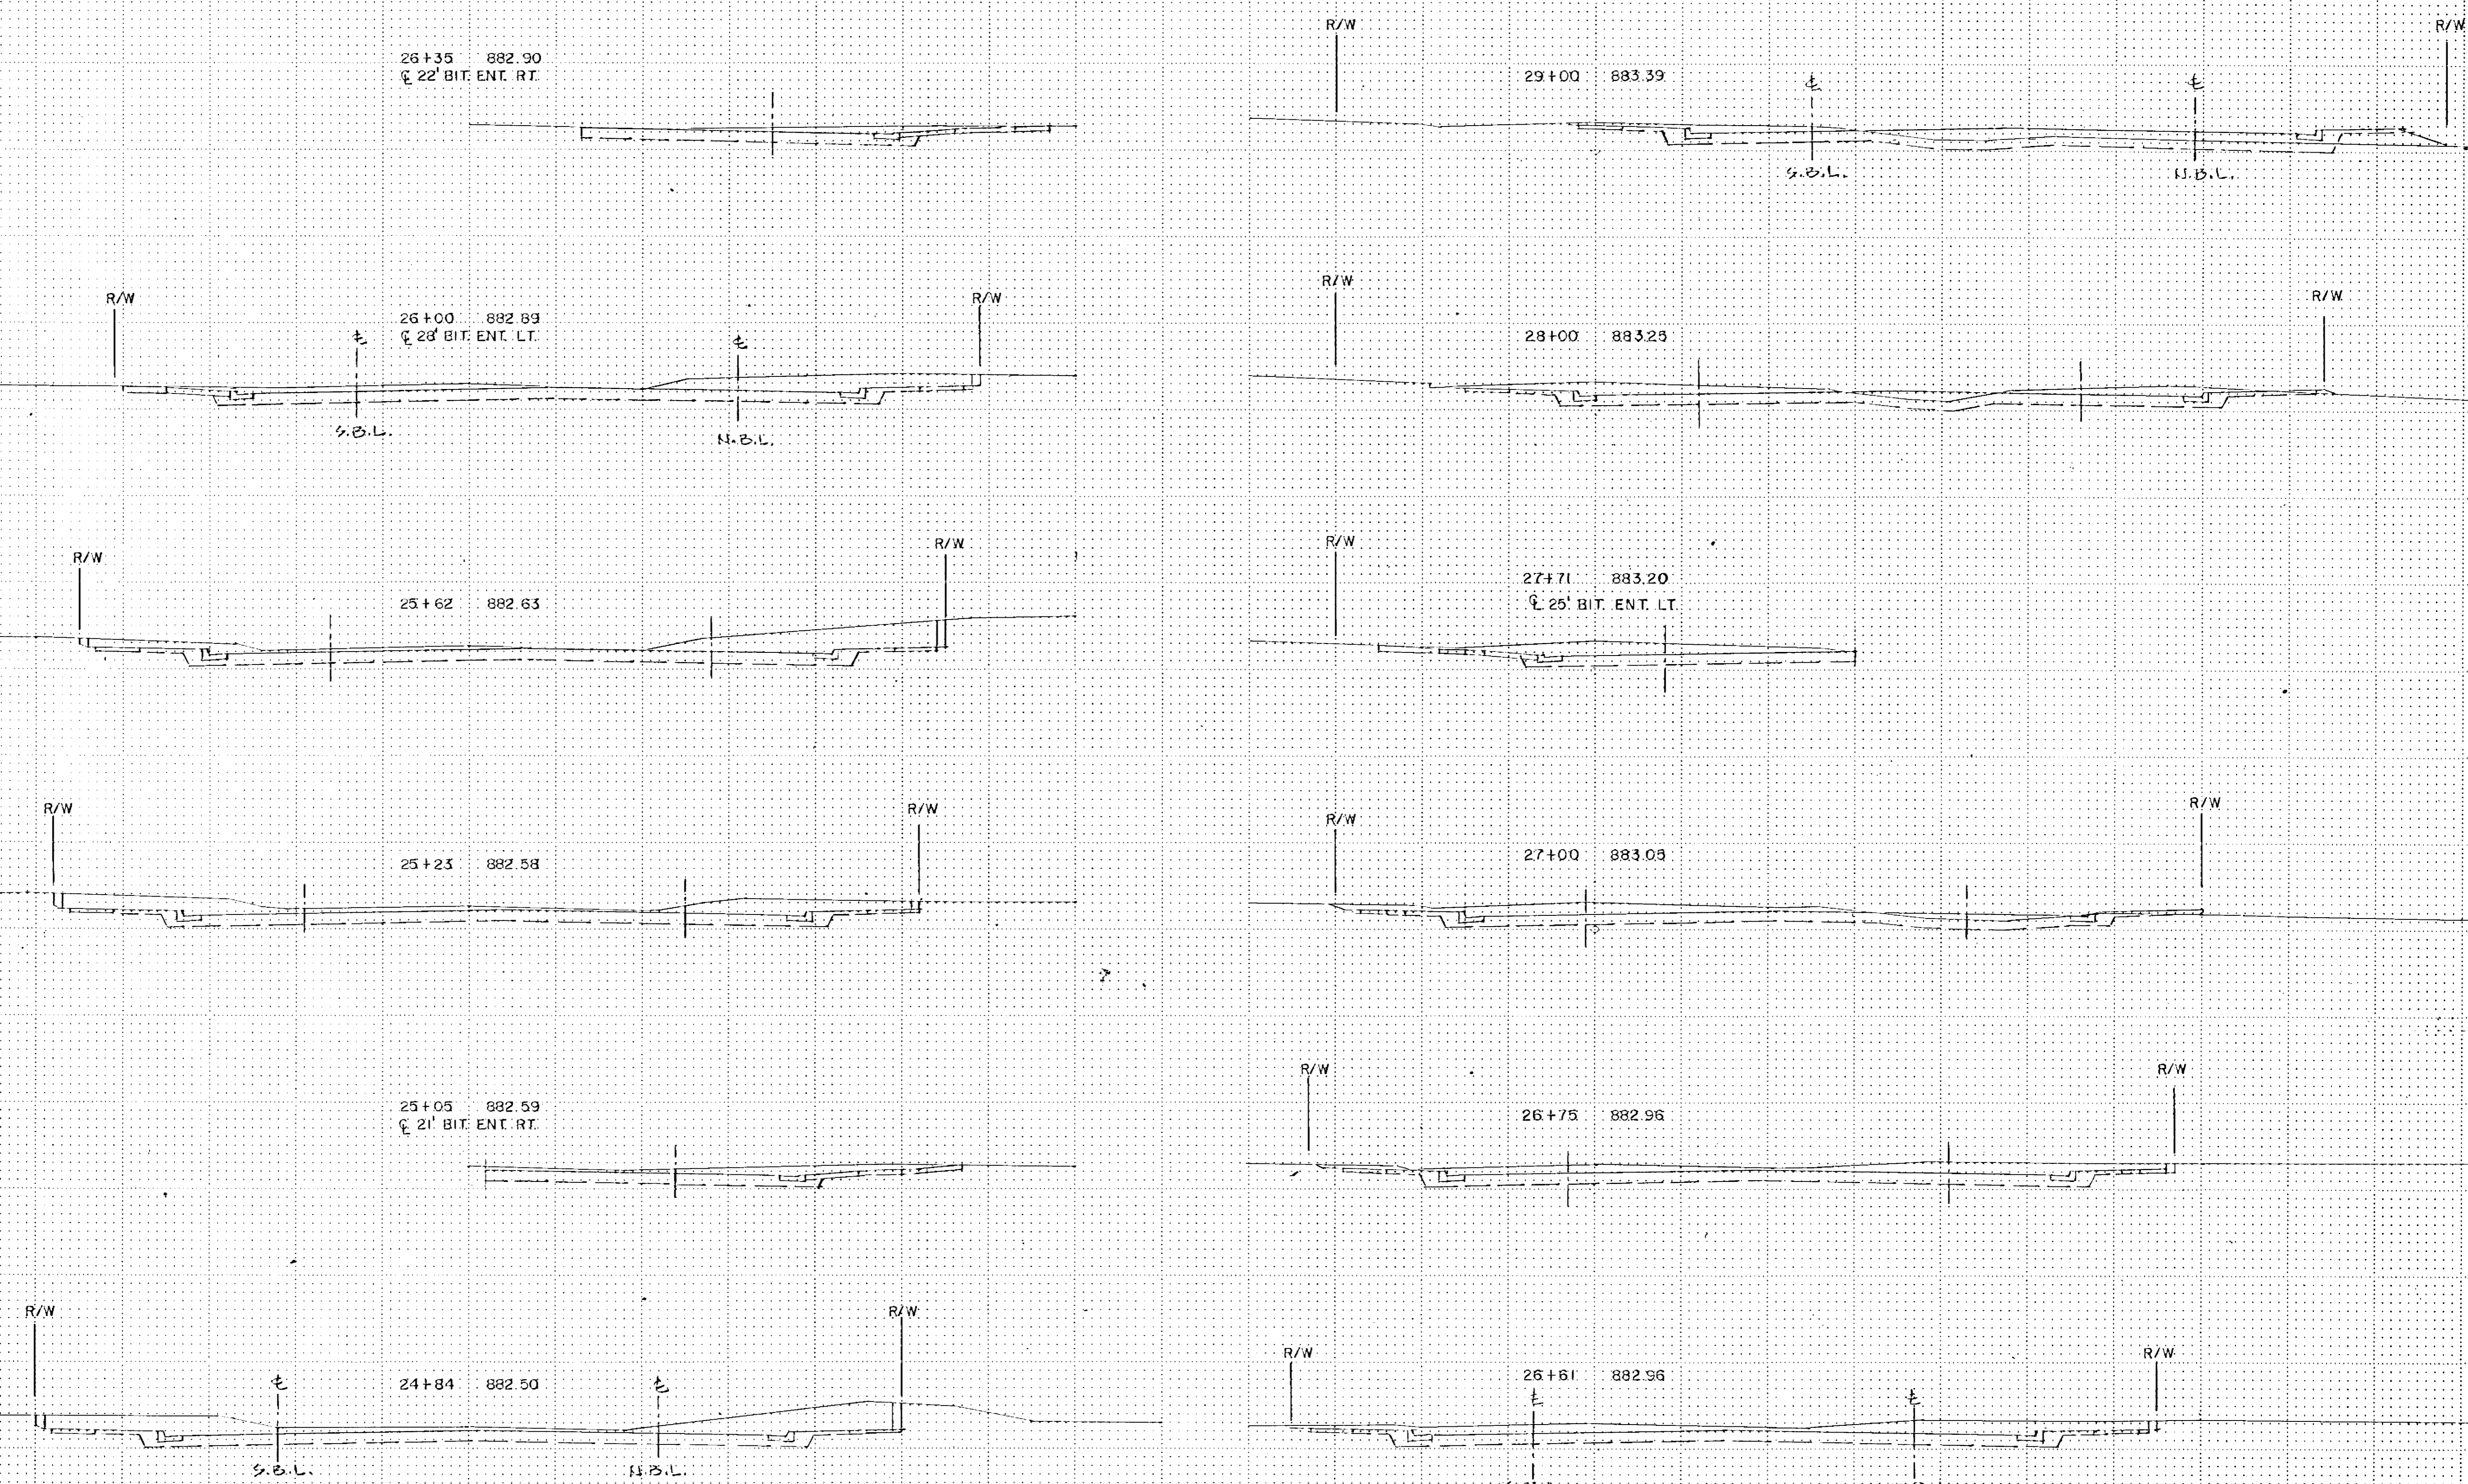 26+35 882.90
℄ 22' BIT. ENT. RT.
R/W
R/W
26+00 882.89
℄ 28' BIT. ENT. LT.
℄
℄
S.B.L.
N.B.L.
R/W
R/W
25+62 882.63
R/W
R/W
25+23 882.58
25+05 882.59
℄ 21' BIT. ENT. RT.
R/W
R/W
24+84 882.50
℄
℄
S.B.L.
N.B.L.
R/W
R/W
29+00 883.39
℄
℄
S.B.L.
N.B.L.
R/W
R/W
28+00 883.25
R/W
27+71 883.20
℄ 25' BIT. ENT. LT.
R/W
R/W
27+00 883.05
R/W
R/W
26+75 882.96
R/W
R/W
26+61 882.96
℄
℄